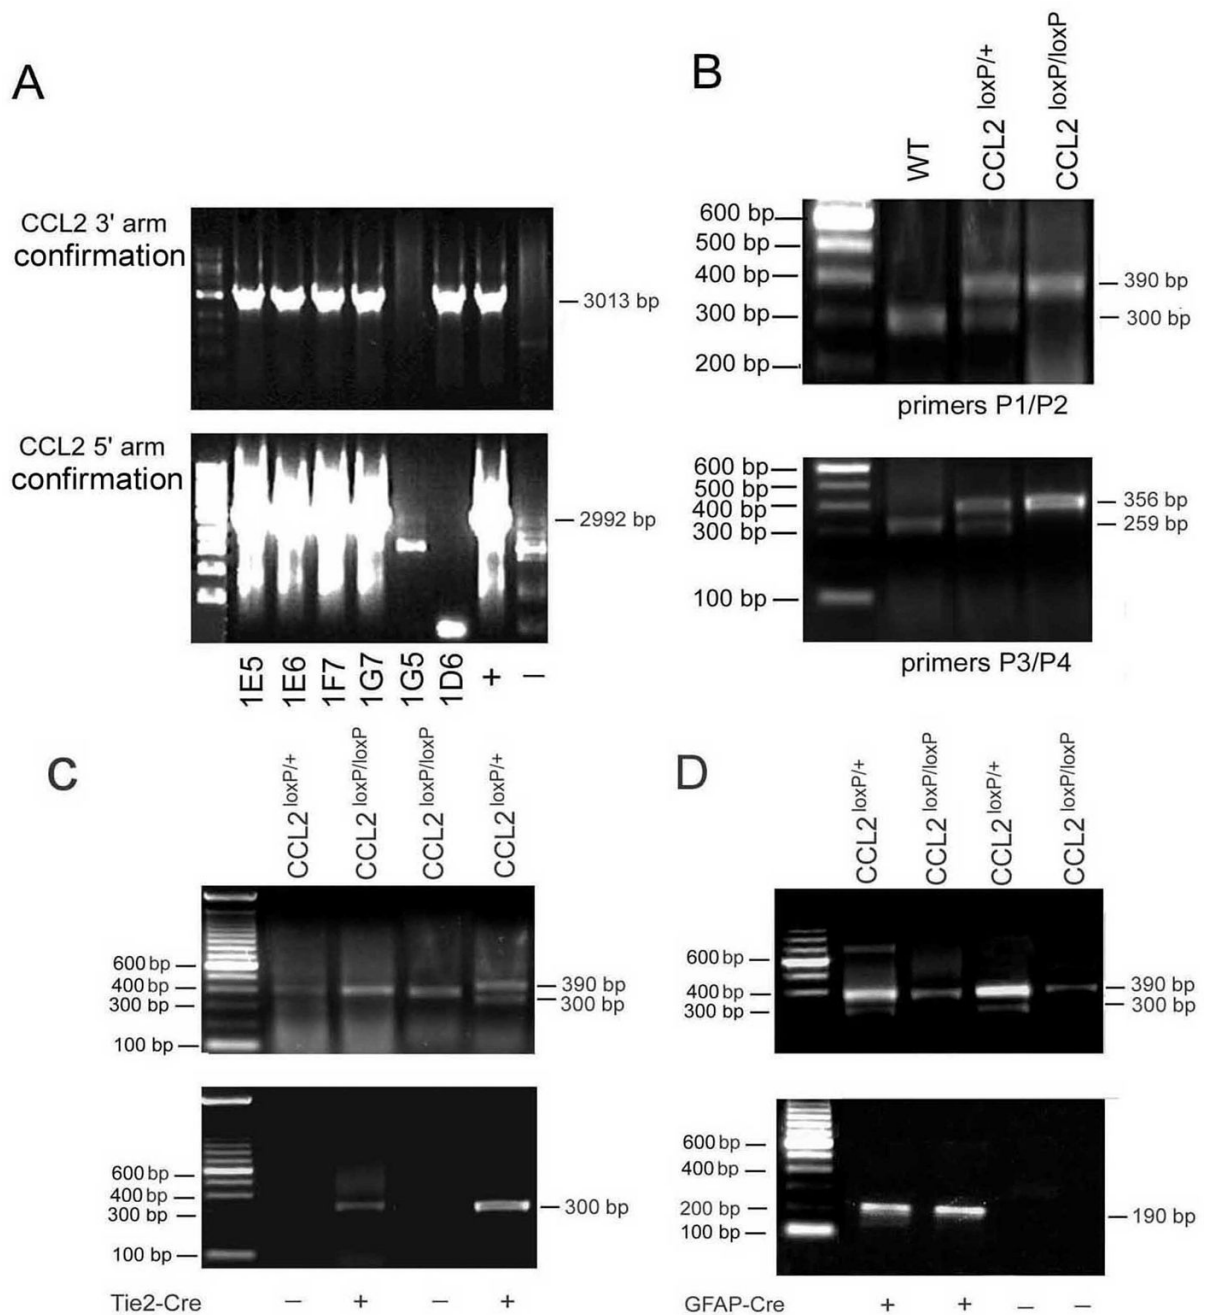 A
CCL2 3' arm
confirmation
3013 bp
CCL2 5' arm
confirmation
2992 bp
1E5
1E6
1F7
1G7
1G5
1D6
+
–
B
WT
CCL2 loxP/+
CCL2 loxP/loxP
600 bp
500 bp
400 bp
300 bp
200 bp
390 bp
300 bp
primers P1/P2
600 bp
500 bp
400 bp
300 bp
100 bp
356 bp
259 bp
primers P3/P4
C
CCL2 loxP/+
CCL2 loxP/loxP
CCL2 loxP/loxP
CCL2 loxP/+
600 bp
400 bp
300 bp
100 bp
390 bp
300 bp
600 bp
400 bp
300 bp
100 bp
300 bp
Tie2-Cre – + – +
D
CCL2 loxP/+
CCL2 loxP/loxP
CCL2 loxP/+
CCL2 loxP/loxP
600 bp
400 bp
300 bp
390 bp
300 bp
600 bp
400 bp
200 bp
100 bp
190 bp
GFAP-Cre + + – –